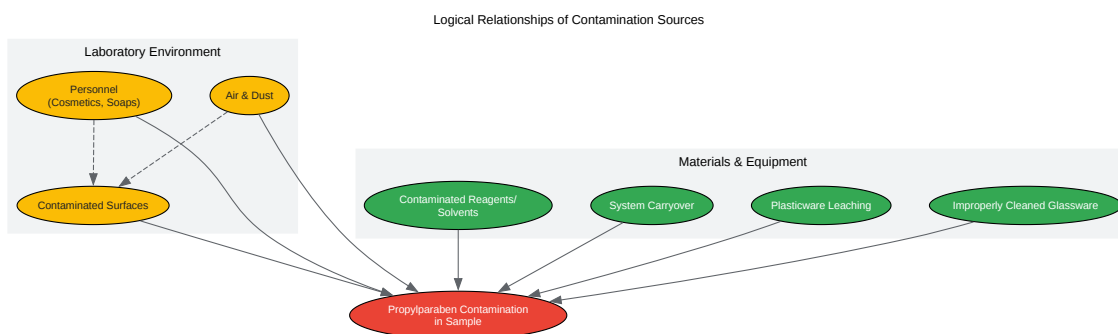 Logical Relationships of Contamination Sources
Laboratory Environment
Personnel
(Cosmetics, Soaps)
Air & Dust
Contaminated Surfaces
Materials & Equipment
Contaminated Reagents/
Solvents
System Carryover
Plasticware Leaching
Improperly Cleaned Glassware
Propylparaben Contamination
in Sample